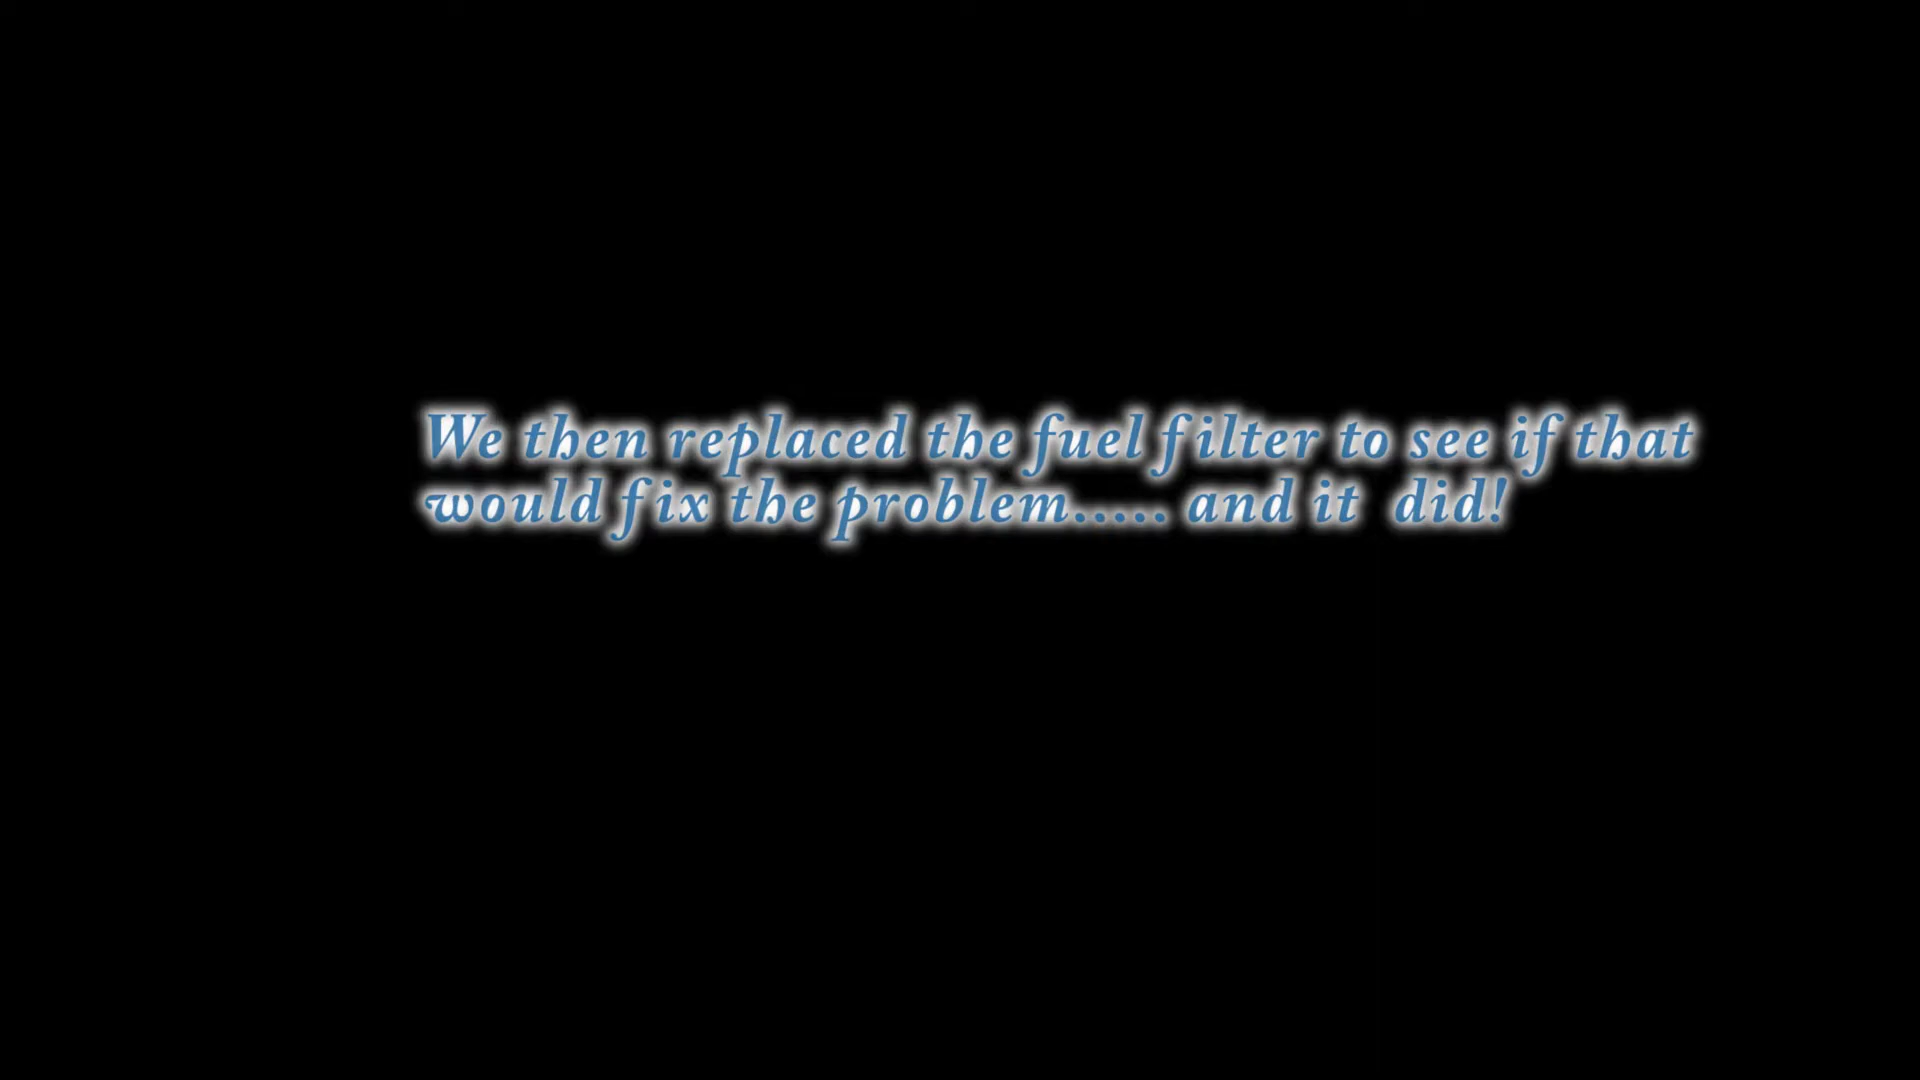 We then replaced the fuel filter to see if that
would fix the problem..... and it  did!